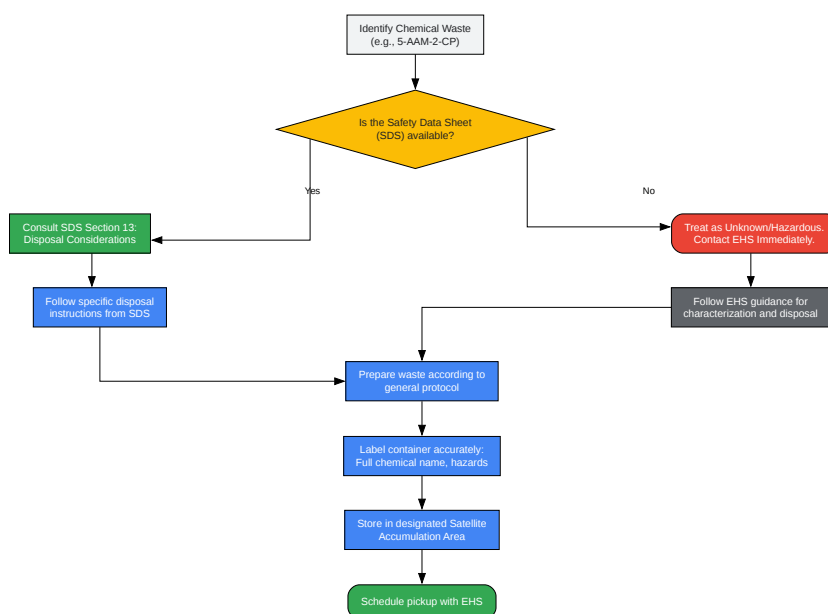 Identify Chemical Waste
(e.g., 5-AAM-2-CP)
Is the Safety Data Sheet
(SDS) available?
Yes
No
Consult SDS Section 13:
Disposal Considerations
Treat as Unknown/Hazardous.
Contact EHS Immediately.
Follow specific disposal
instructions from SDS
Follow EHS guidance for
characterization and disposal
Prepare waste according to
general protocol
Label container accurately:
Full chemical name, hazards
Store in designated Satellite
Accumulation Area
Schedule pickup with EHS